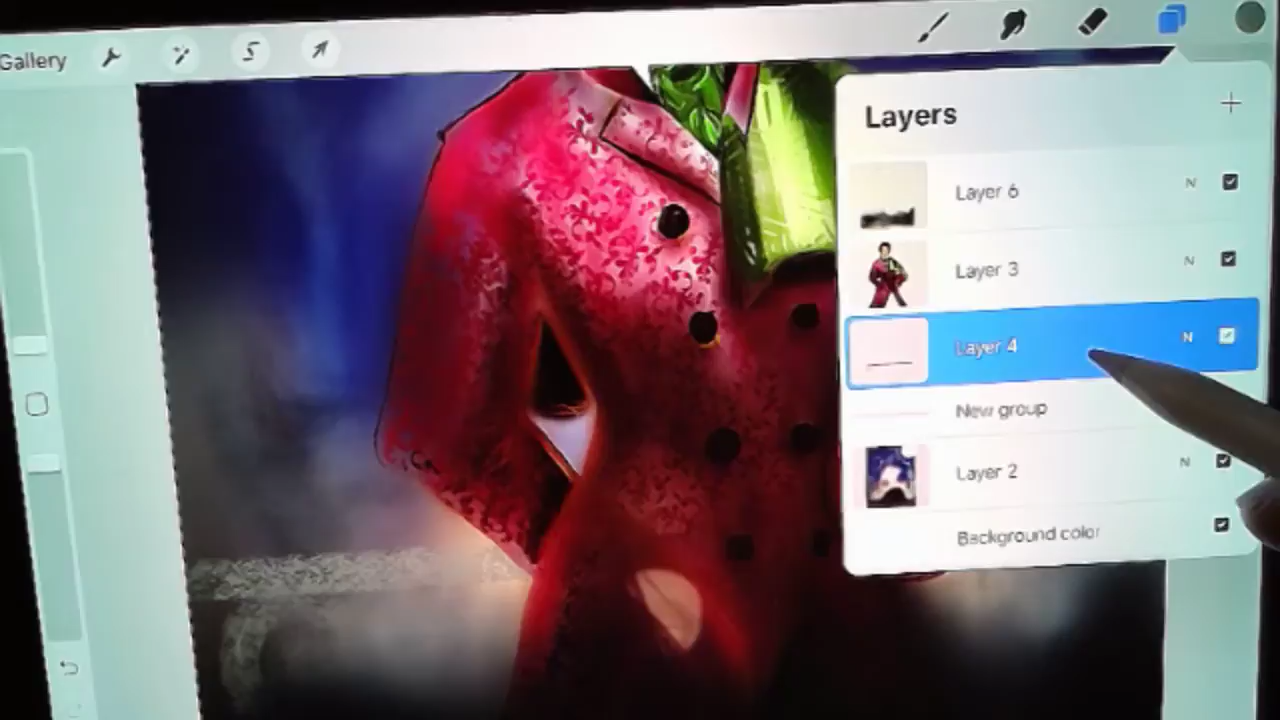 Gallery
Layers
Layer 6 N
Layer 3 N
Layer 4 N
New group
Layer 2 N
Background color